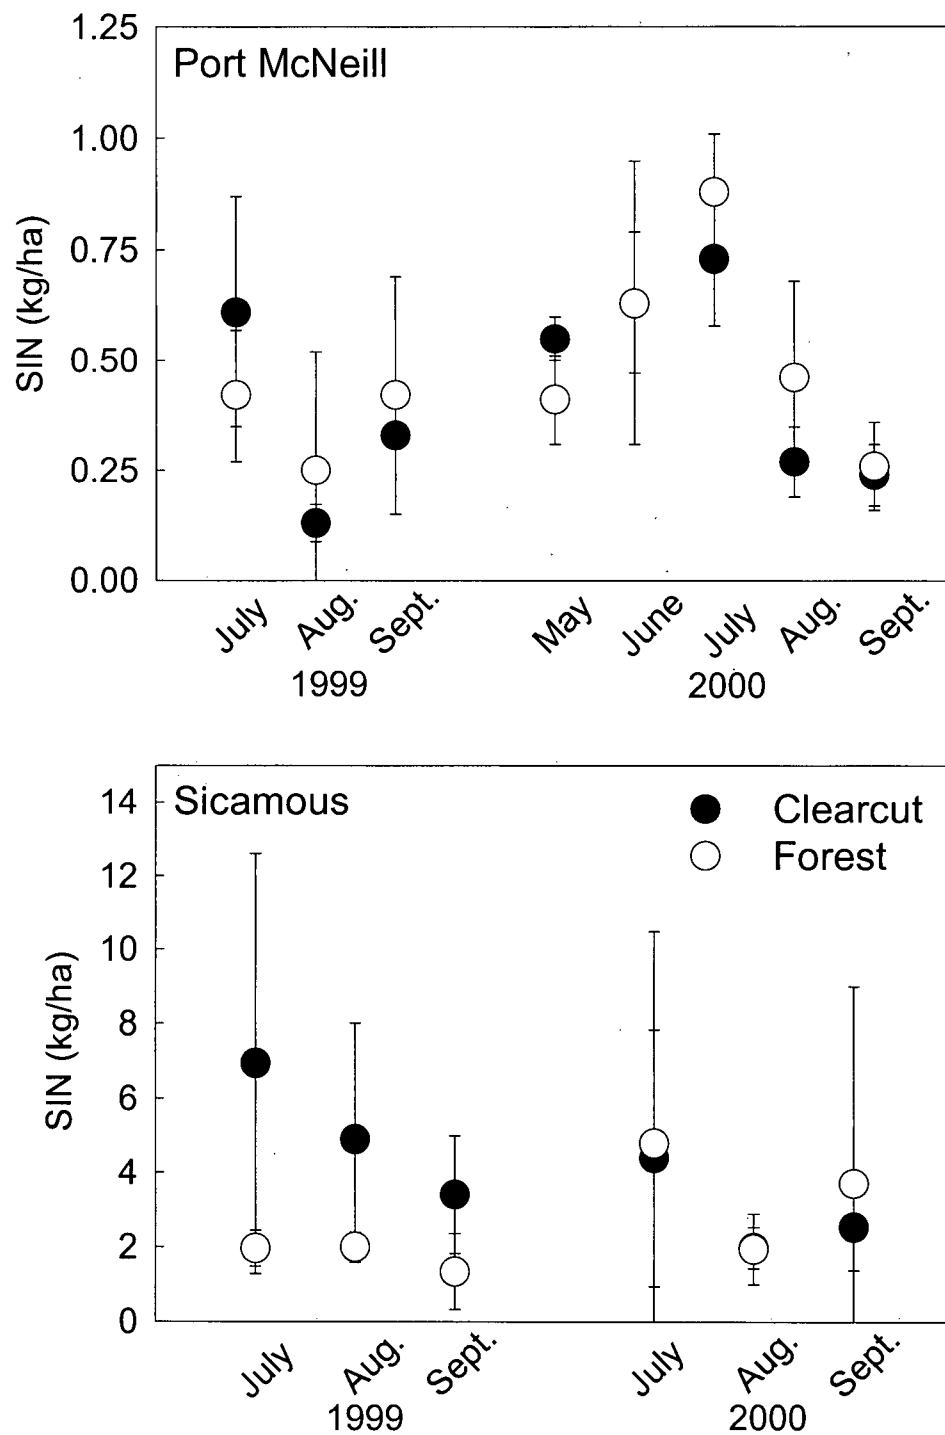 1.25
Port McNeill
1.00
0.75
0.50
0.25
0.00
SIN (kg/ha)
July Aug. Sept. May June July Aug. Sept.
1999 2000
Sicamous
14
12
10
8
6
4
2
0
SIN (kg/ha)
Clearcut
Forest
July Aug. Sept. July Aug. Sept.
1999 2000